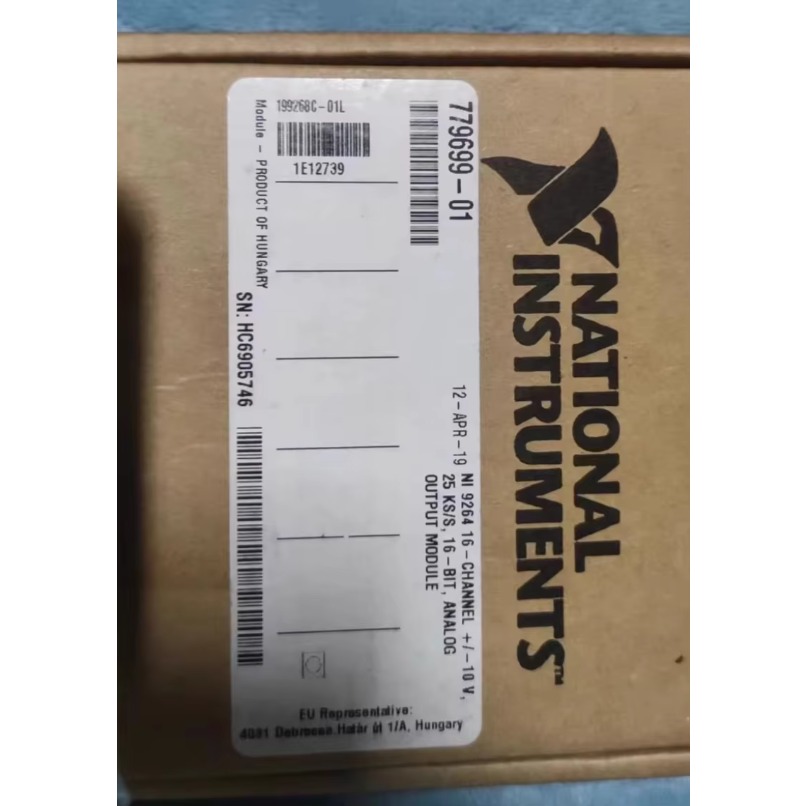 NATIONAL
INSTRUMENTS™
779699-01
12-APR-19
NI 9264 16-CHANNEL +/-10 V,
25 KS/S, 16-BIT, ANALOG
OUTPUT MODULE
199268C-01L
1E12739
Module - PRODUCT OF HUNGARY
SN: HC6905746
EU Representative:
4031 Debrecen, Határ út 1/A, Hungary